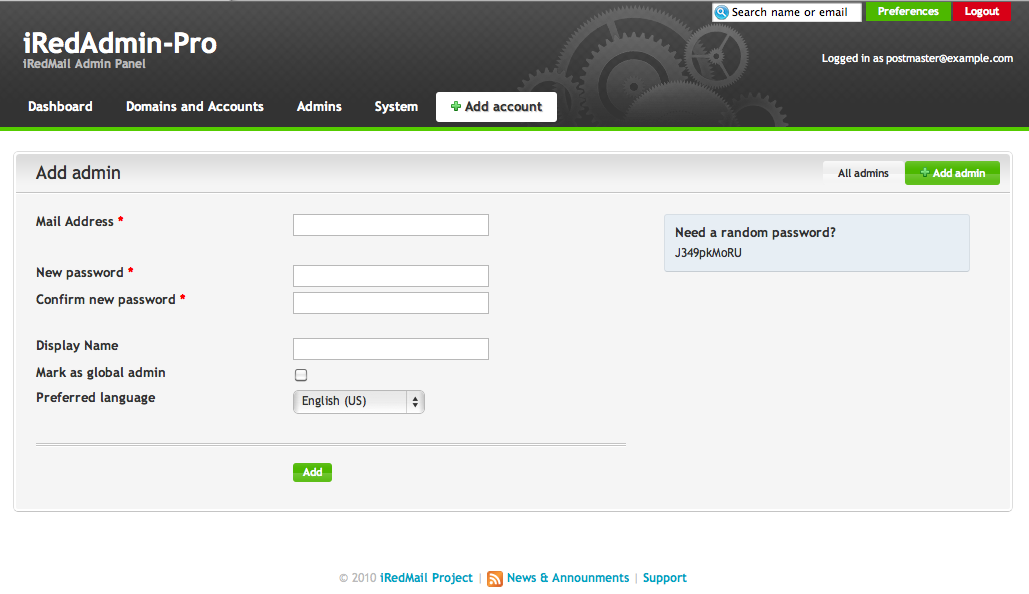 Search name or email
Preferences
Logout
iRedAdmin-Pro
iRedMail Admin Panel
Logged in as postmaster@example.com
Dashboard
Domains and Accounts
Admins
System
Add account
Add admin
All admins
Add admin
Mail Address *
Need a random password?
J349pkMoRU
New password *
Confirm new password *
Display Name
Mark as global admin
Preferred language
English (US)
Add
© 2010 iRedMail Project | News & Announments | Support